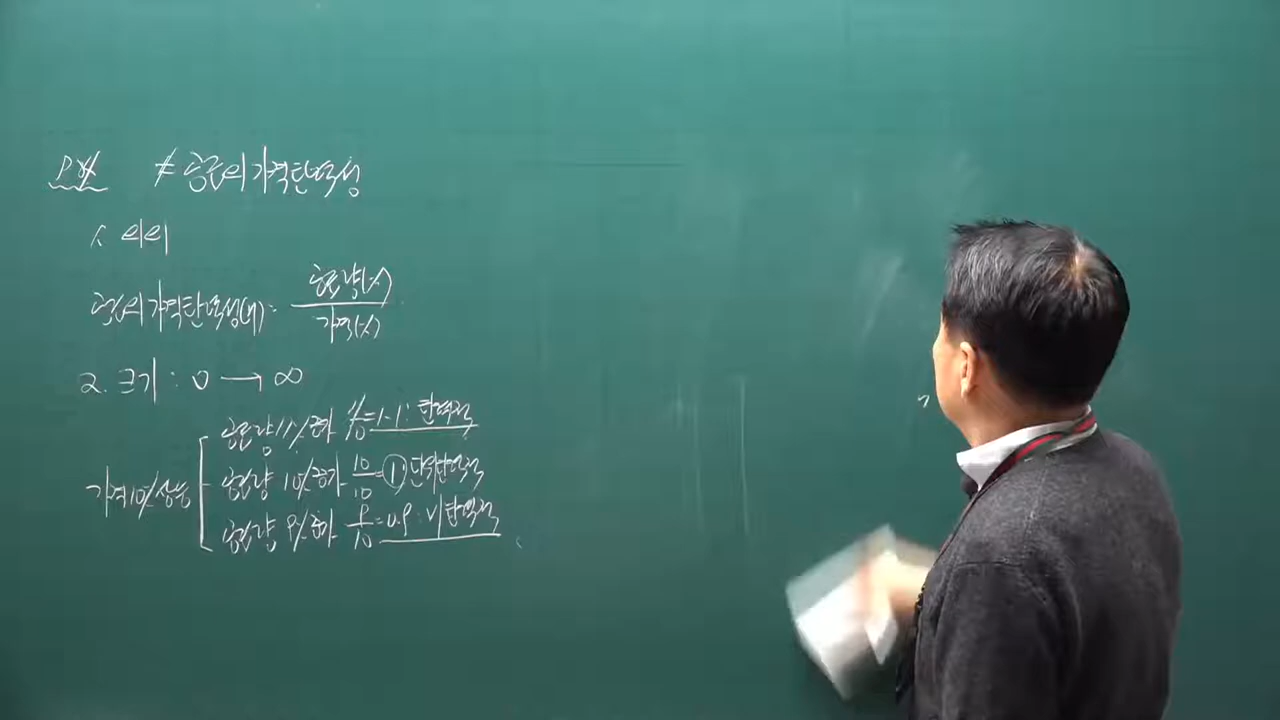 # 공급의 가격탄력성
1. 의의
공급의 가격탄력성(η) = 공급량(%) / 가격(%)
2. 크기 : 0 → ∞
공급량 11% 증가 11/10 = 1.1 : 탄력적
가격 10% 상승 공급량 10% 증가 10/10 = 1 단위탄력적
공급량 9% 증가 9/10 = 0.9 : 비탄력적